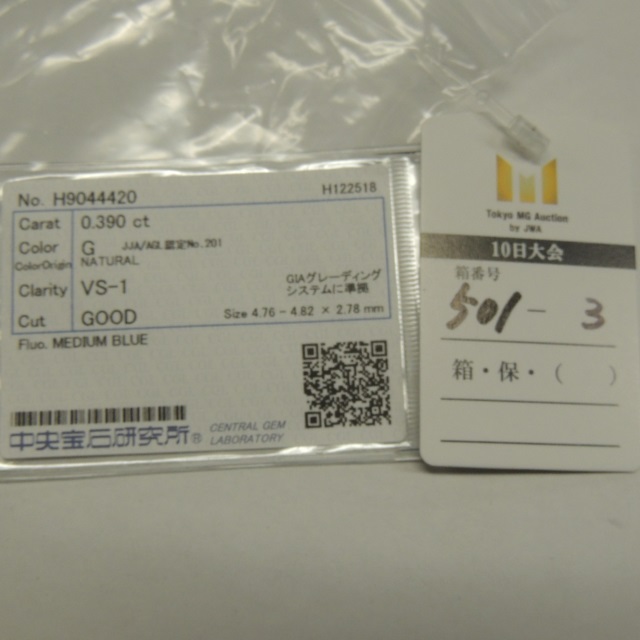 No. H9044420
H122518
Carat 0.390 ct
Color G JJA/AGL 認定No.201
ColorOrigin NATURAL
Clarity VS-1
GIAグレーディング
システムに準拠
Cut GOOD Size 4.76 - 4.82 × 2.78 mm
Fluo. MEDIUM BLUE
中央宝石研究所® CENTRAL GEM
LABORATORY
Tokyo MG Auction
by JWA
10日大会
箱番号
501 - 3
箱・保・( )